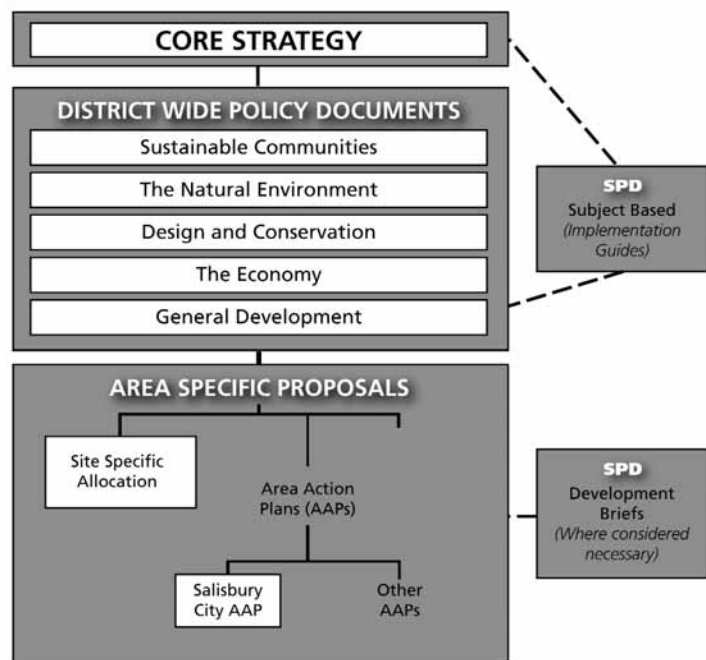 CORE STRATEGY
DISTRICT WIDE POLICY DOCUMENTS
Sustainable Communities
The Natural Environment
Design and Conservation
The Economy
General Development
SPD
Subject Based
(Implementation
Guides)
AREA SPECIFIC PROPOSALS
Site Specific
Allocation
Area Action
Plans (AAPs)
Salisbury
City AAP
Other
AAPs
SPD
Development
Briefs
(Where considered
necessary)